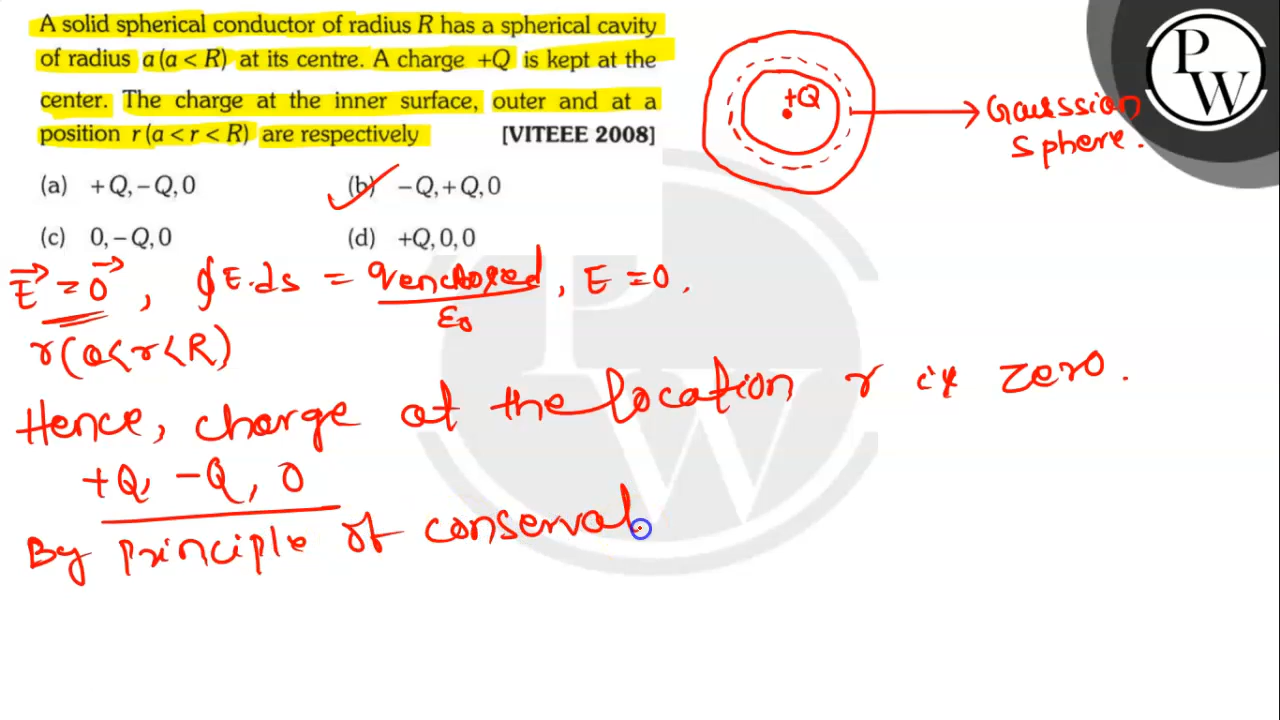 A solid spherical conductor of radius R has a spherical cavity
of radius a (a < R) at its centre. A charge +Q is kept at the
center. The charge at the inner surface, outer and at a
position r (a < r < R) are respectively [VITEEE 2008]
(a) +Q, -Q, 0 (b) -Q, +Q, 0
(c) 0, -Q, 0 (d) +Q, 0, 0
+Q
Gaussian
Sphere.
PW
E⃗ = 0⃗, ∮E.ds = qenclosed/ε0, E = 0.
r(a<r<R)
Hence, charge at the location r is zero.
+Q, -Q, 0
By principle of conservat